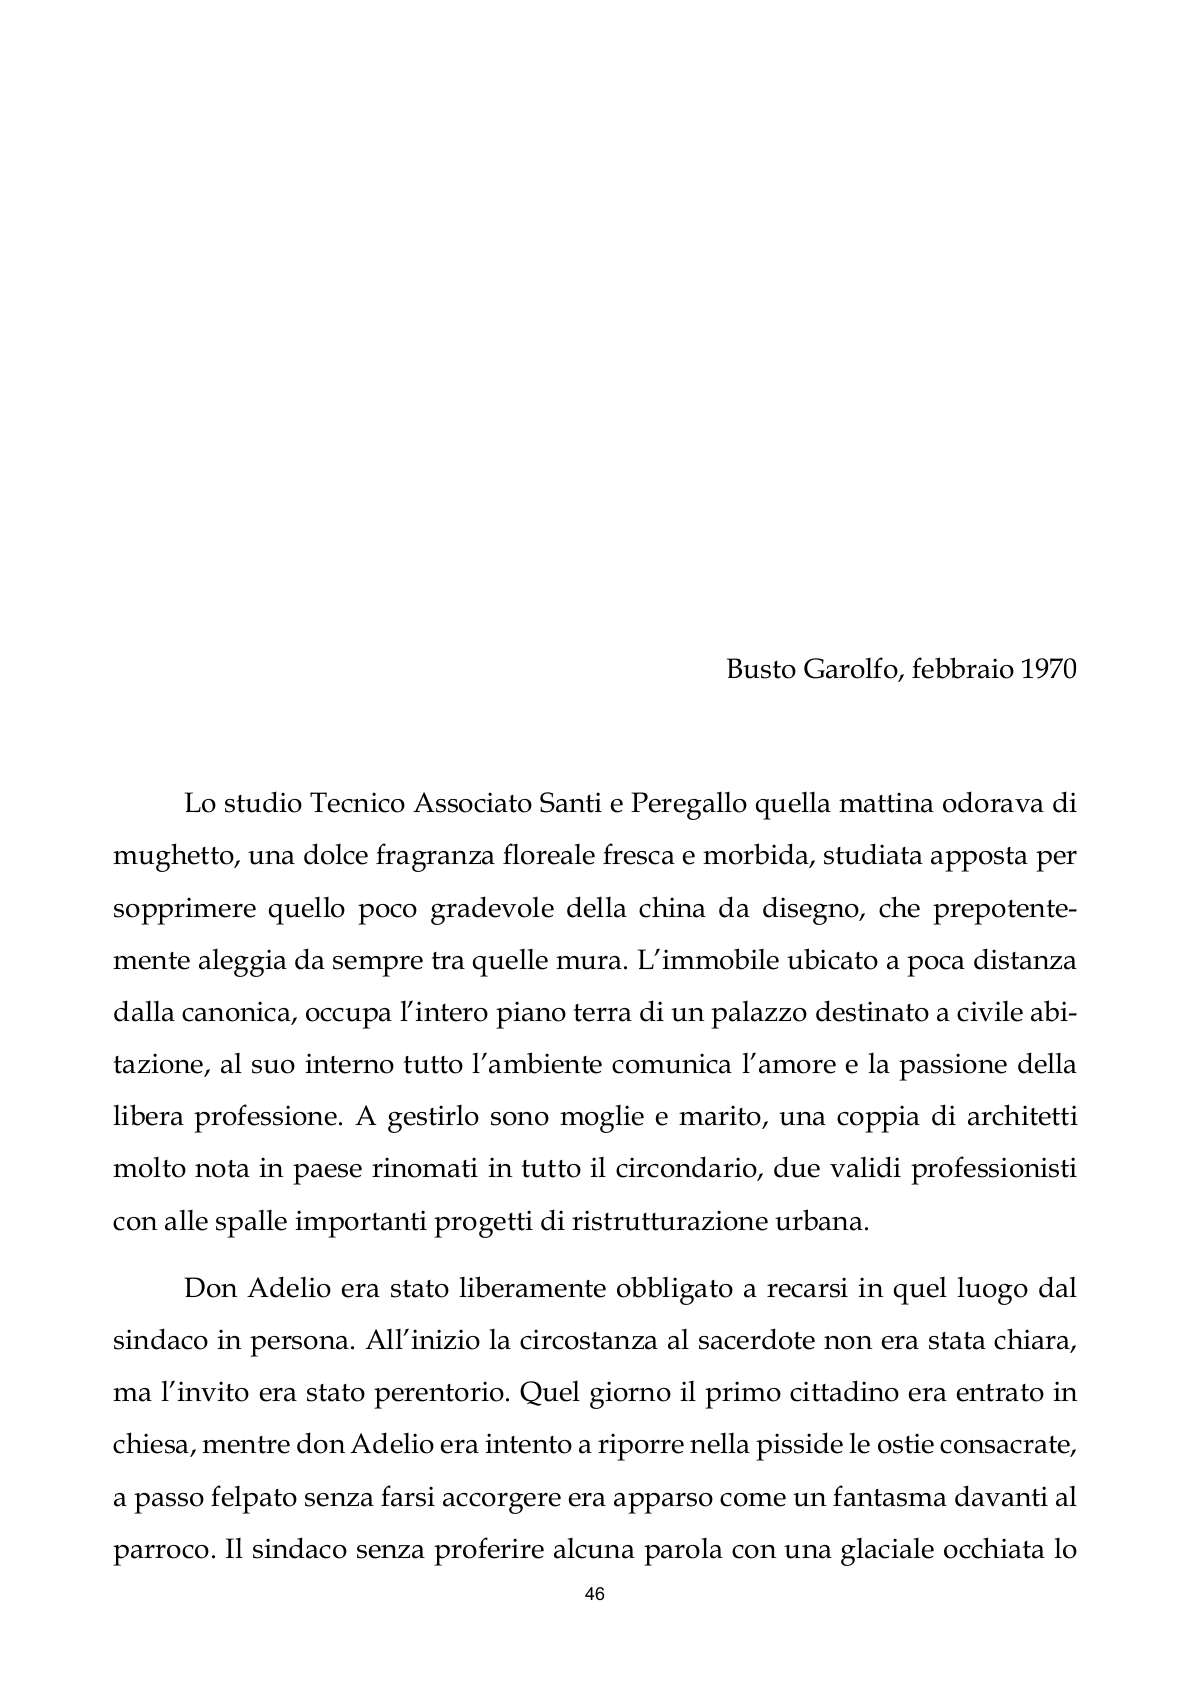 Busto Garolfo, febbraio 1970
Lo studio Tecnico Associato Santi e Peregallo quella mattina odorava di
mughetto, una dolce fragranza floreale fresca e morbida, studiata apposta per
sopprimere quello poco gradevole della china da disegno, che prepotente-
mente aleggia da sempre tra quelle mura. L’immobile ubicato a poca distanza
dalla canonica, occupa l’intero piano terra di un palazzo destinato a civile abi-
tazione, al suo interno tutto l’ambiente comunica l’amore e la passione della
libera professione. A gestirlo sono moglie e marito, una coppia di architetti
molto nota in paese rinomati in tutto il circondario, due validi professionisti
con alle spalle importanti progetti di ristrutturazione urbana.
Don Adelio era stato liberamente obbligato a recarsi in quel luogo dal
sindaco in persona. All’inizio la circostanza al sacerdote non era stata chiara,
ma l’invito era stato perentorio. Quel giorno il primo cittadino era entrato in
chiesa, mentre don Adelio era intento a riporre nella pisside le ostie consacrate,
a passo felpato senza farsi accorgere era apparso come un fantasma davanti al
parroco. Il sindaco senza proferire alcuna parola con una glaciale occhiata lo
46